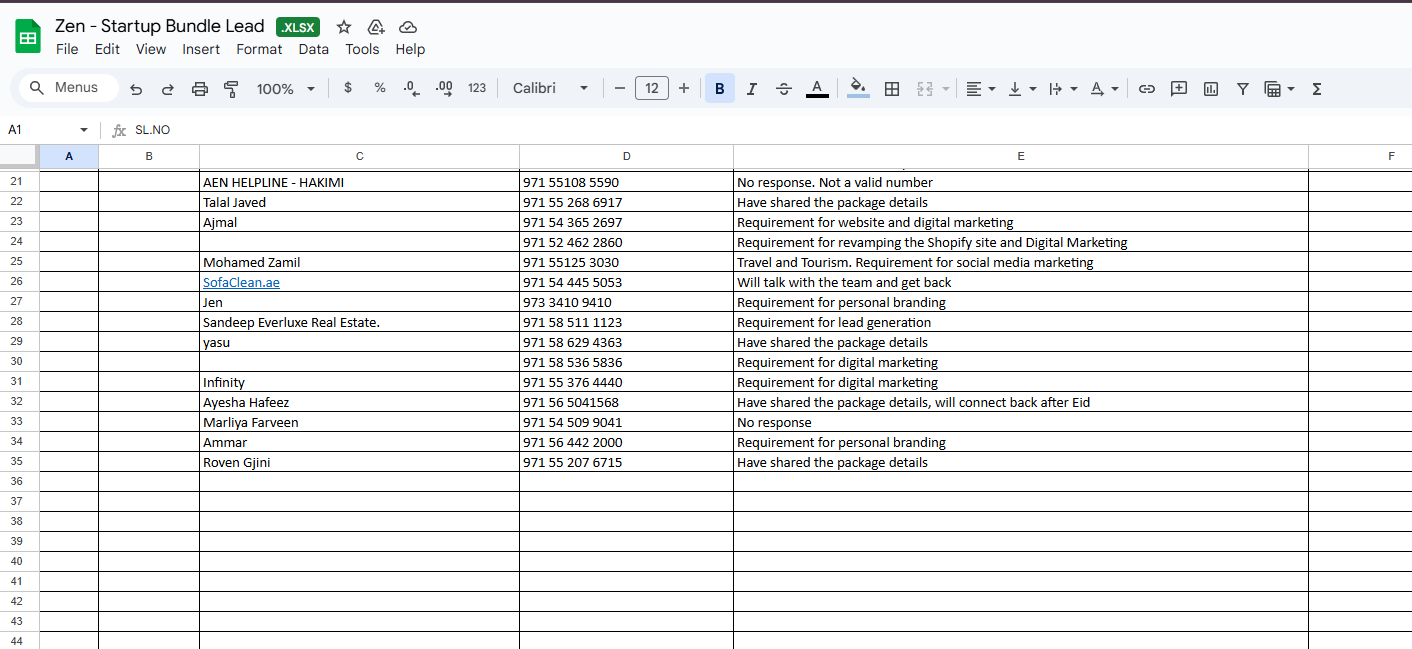 Zen - Startup Bundle Lead .XLSX
File Edit View Insert Format Data Tools Help
Menus 100% $ % .0 .00 123 Calibri 12 B I S A A Σ
A1 fx SL.NO
A B C D E F
21 AEN HELPLINE - HAKIMI 971 55108 5590 No response. Not a valid number
22 Talal Javed 971 55 268 6917 Have shared the package details
23 Ajmal 971 54 365 2697 Requirement for website and digital marketing
24 971 52 462 2860 Requirement for revamping the Shopify site and Digital Marketing
25 Mohamed Zamil 971 55125 3030 Travel and Tourism. Requirement for social media marketing
26 SofaClean.ae 971 54 445 5053 Will talk with the team and get back
27 Jen 973 3410 9410 Requirement for personal branding
28 Sandeep Everluxe Real Estate. 971 58 511 1123 Requirement for lead generation
29 yasu 971 58 629 4363 Have shared the package details
30 971 58 536 5836 Requirement for digital marketing
31 Infinity 971 55 376 4440 Requirement for digital marketing
32 Ayesha Hafeez 971 56 5041568 Have shared the package details, will connect back after Eid
33 Marliya Farveen 971 54 509 9041 No response
34 Ammar 971 56 442 2000 Requirement for personal branding
35 Roven Gjini 971 55 207 6715 Have shared the package details
36
37
38
39
40
41
42
43
44